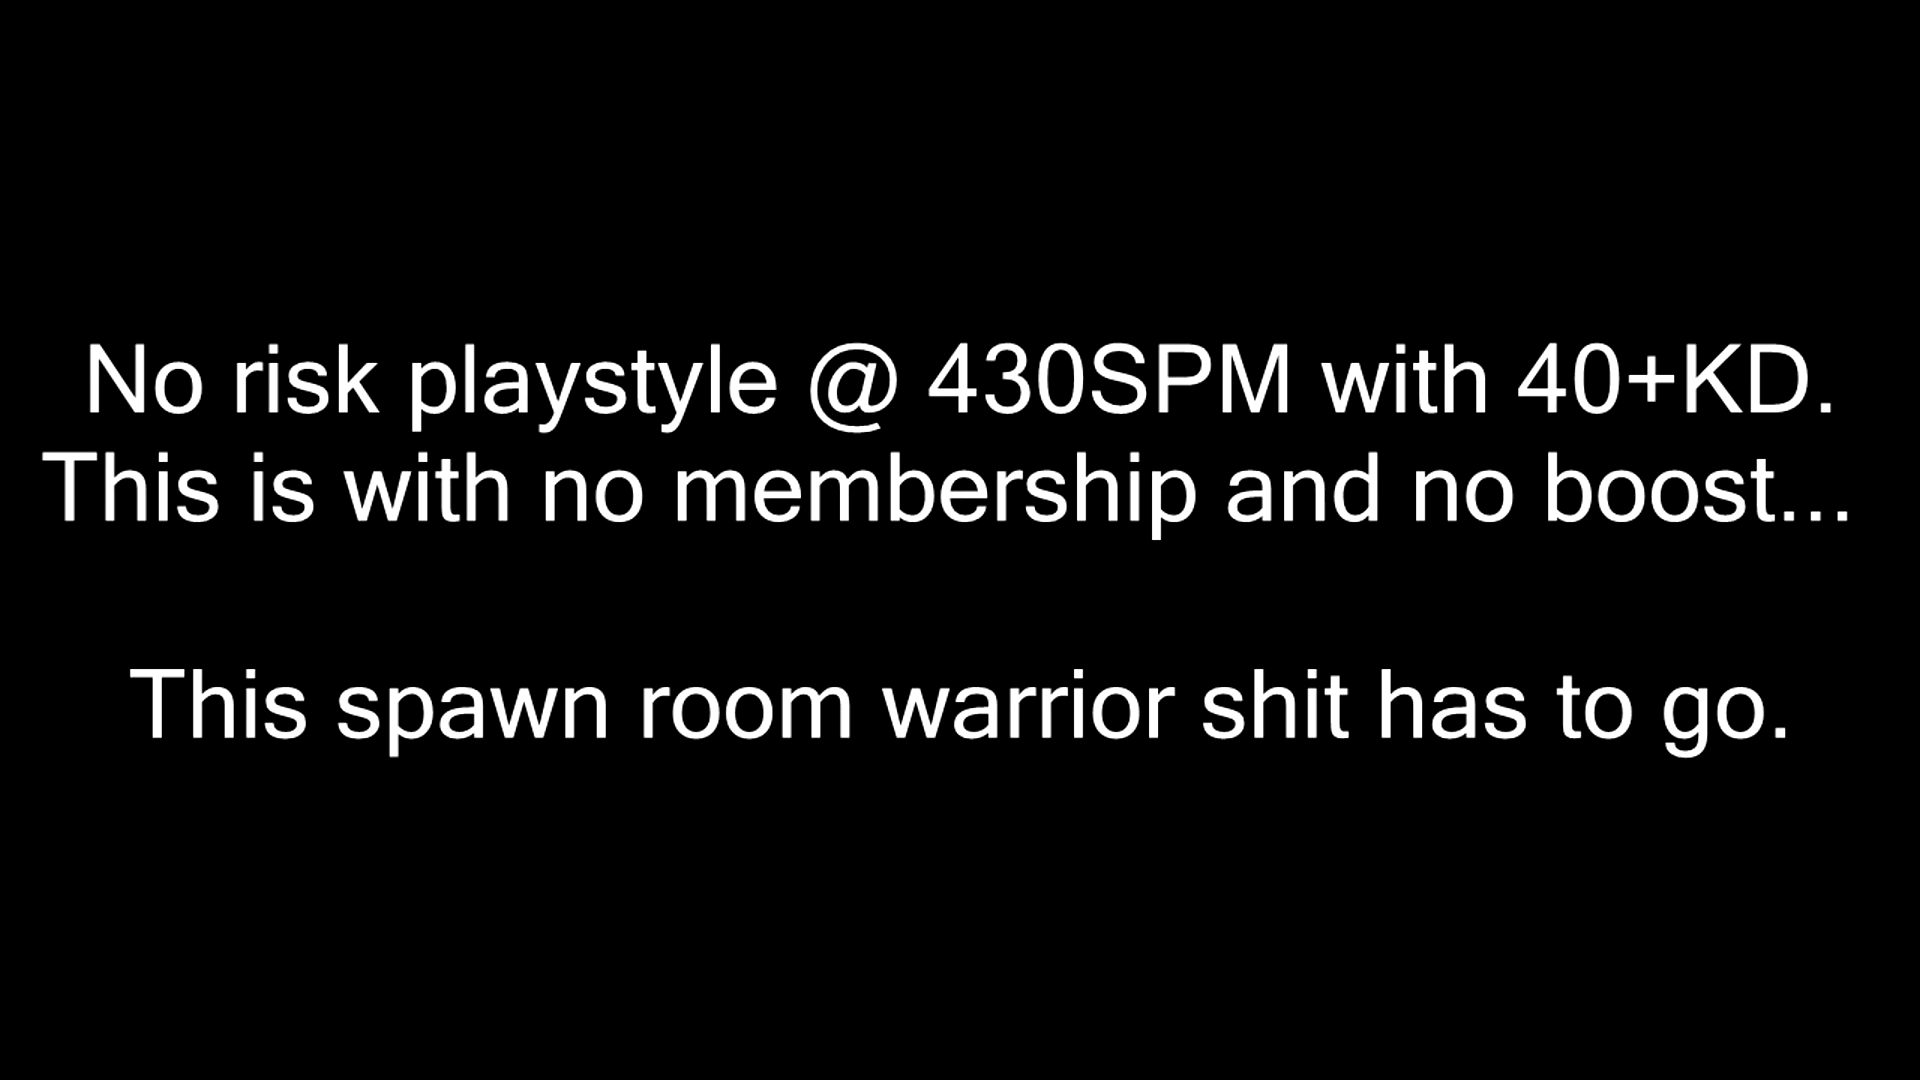 No risk playstyle @ 430SPM with 40+KD.
This is with no membership and no boost...
This spawn room warrior shit has to go.